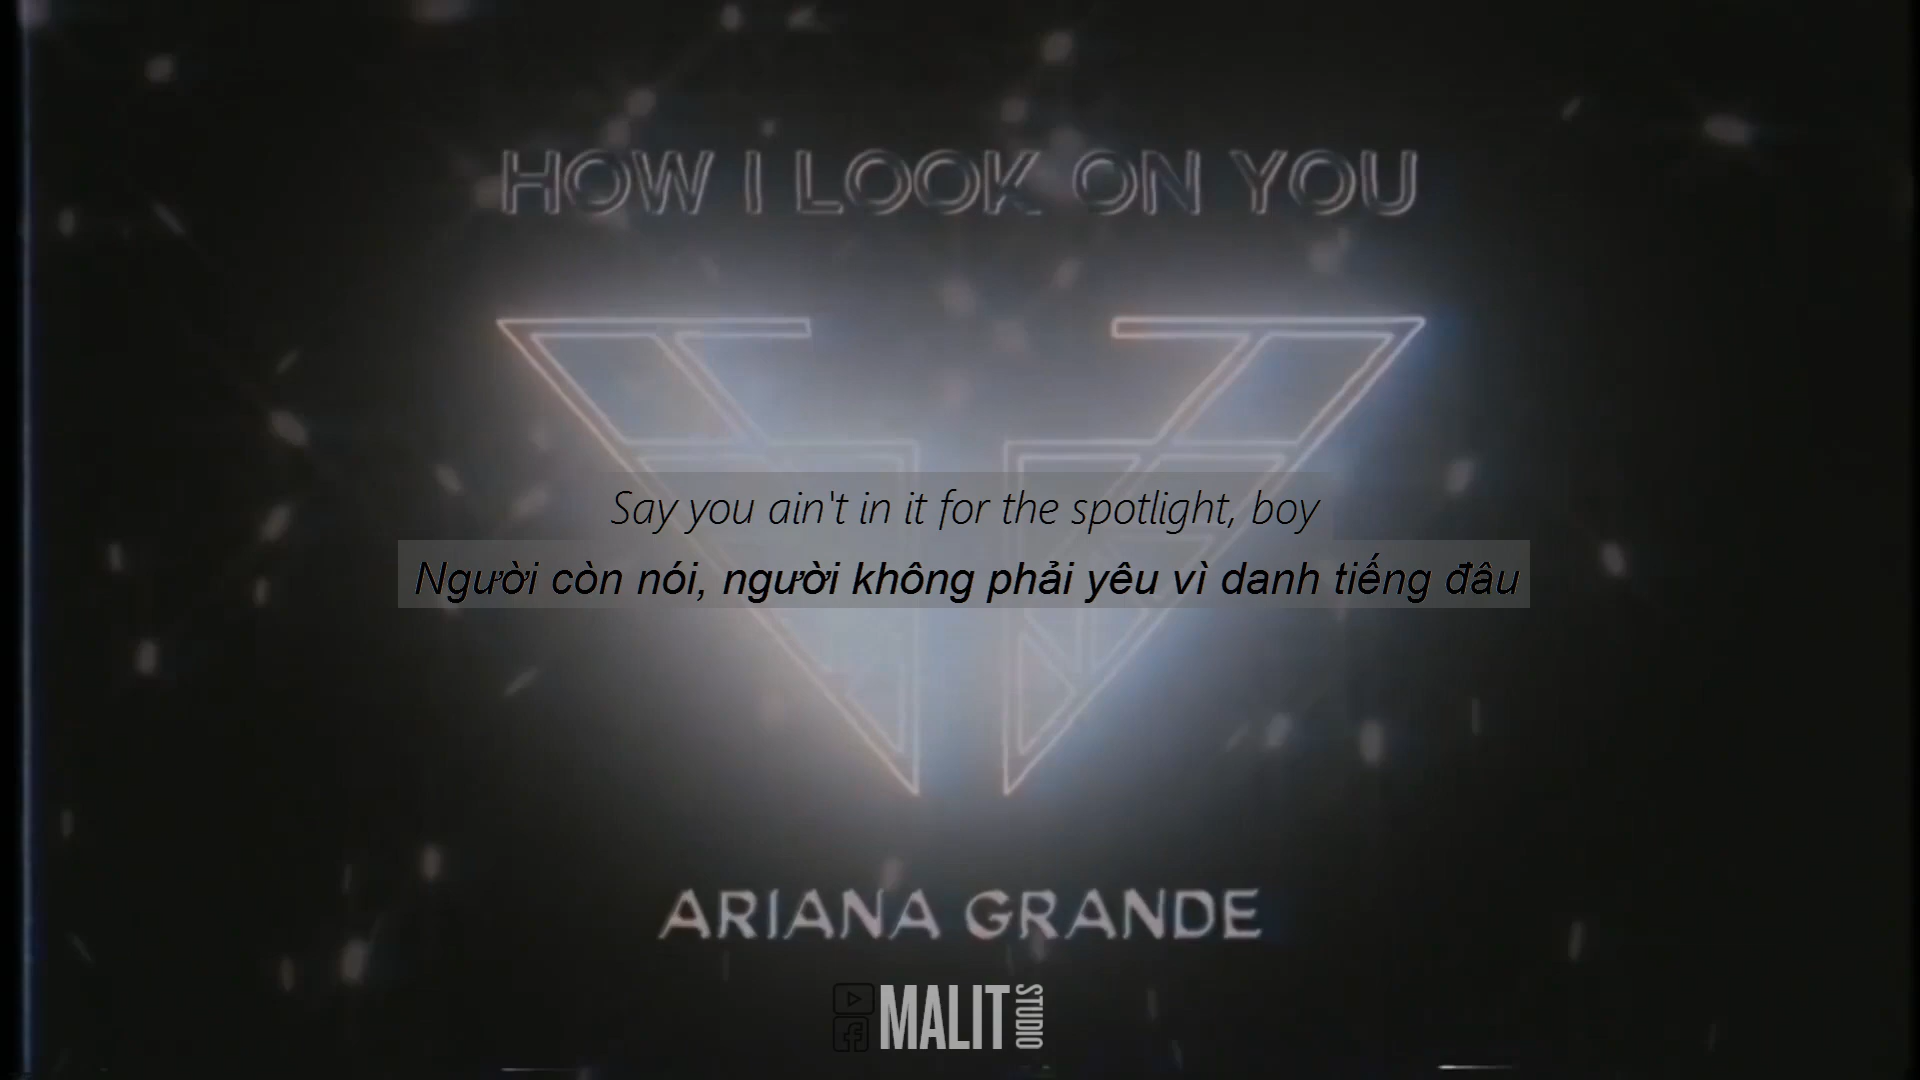 HOW I LOOK ON YOU
Say you ain't in it for the spotlight, boy
Người còn nói, người không phải yêu vì danh tiếng đâu
ARIANA GRANDE
MALIT STUDIO